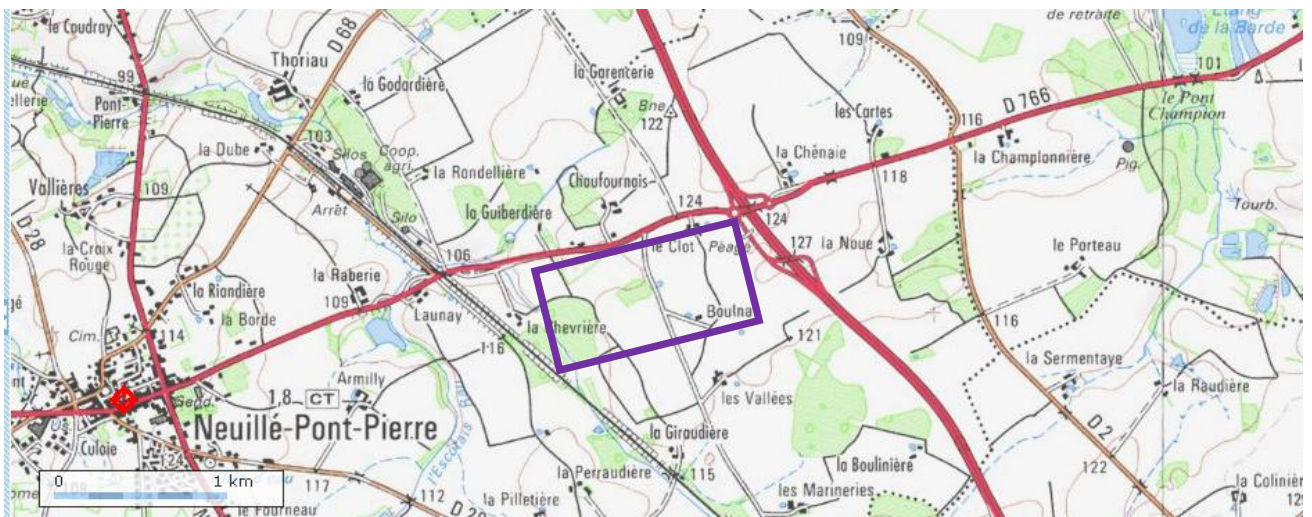 le Coudray
Thoriau
D 68
la Godardière
la Garencerie
109
de retraite
Étang
de la Barde
101
99
Pont-
Pierre
103
la Dube
Silos
Coop.
agri.
la Rondellière
Bne
122
les Cartes
116
D 766
le Pont
Champion
la Chênaie
la Champlonnière
Pig.
Vallières
109
Arrêt
Silo
la Guiberdière
Chaufournais
124
124
118
Tourb.
D 28
la Croix
Rouge
106
le Clot
Péage
127
la Noue
le Porteau
la Raberie
109
la Riondière
la Borde
Launay
la Chevrière
Boulna
116
121
116
Cim.
114
la Sermentaye
Armilly
1,8
CT
les Vallées
la Raudière
Gend.
Neuillé-Pont-Pierre
l'Escotais
la Giraudière
D 2
Culoie
124
la Perraudière
115
la Boulinière
122
0
1 km
117
112
la Pilletière
les Marineries
la Colinière
le Fourneau